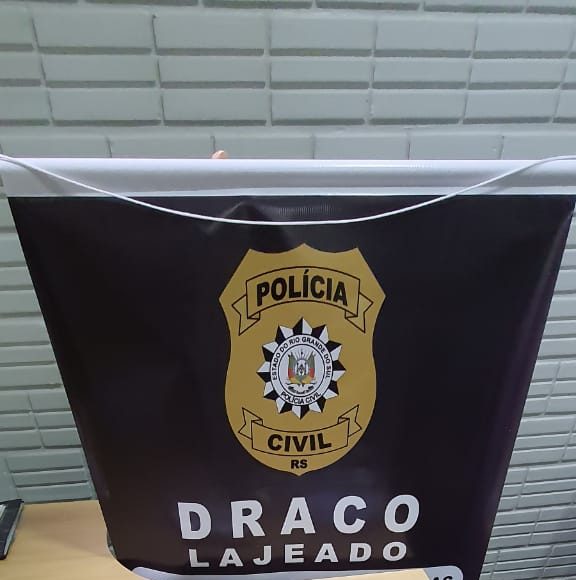 POLÍCIA
ESTADO DO RIO GRANDE DO SUL
POLÍCIA CIVIL
CIVIL
RS
DRACO
LAJEADO